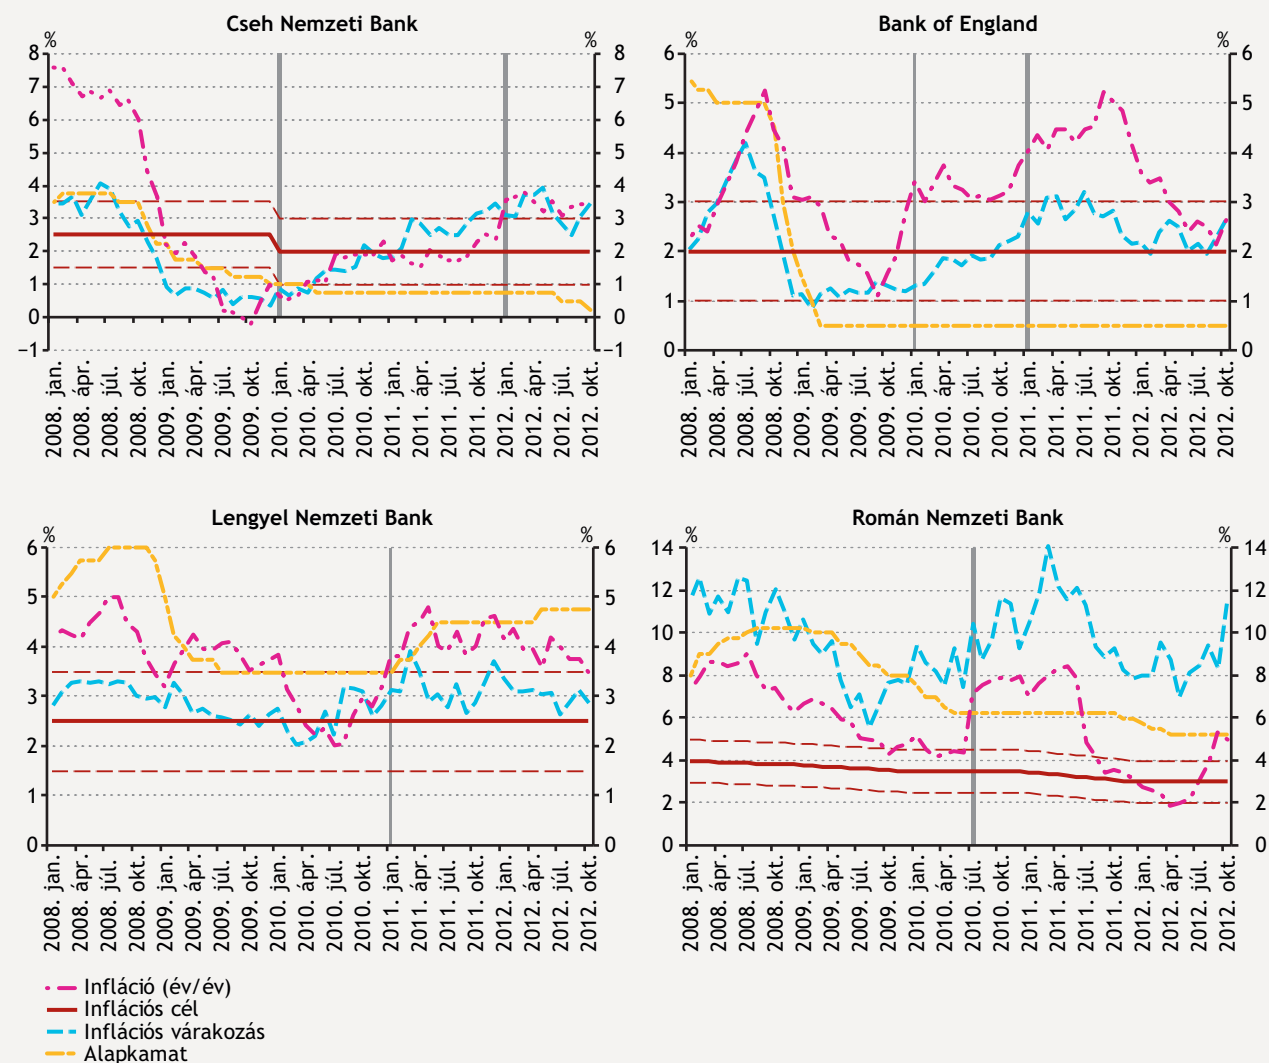 Cseh Nemzeti Bank
% %
8 8
7 7
6 6
5 5
4 4
3 3
2 2
1 1
0 0
−1 −1
2008. jan.
2008. ápr.
2008. júl.
2008. okt.
2009. jan.
2009. ápr.
2009. júl.
2009. okt.
2010. jan.
2010. ápr.
2010. júl.
2010. okt.
2011. jan.
2011. ápr.
2011. júl.
2011. okt.
2012. jan.
2012. ápr.
2012. júl.
2012. okt.
Bank of England
% %
6 6
5 5
4 4
3 3
2 2
1 1
0 0
2008. jan.
2008. ápr.
2008. júl.
2008. okt.
2009. jan.
2009. ápr.
2009. júl.
2009. okt.
2010. jan.
2010. ápr.
2010. júl.
2010. okt.
2011. jan.
2011. ápr.
2011. júl.
2011. okt.
2012. jan.
2012. ápr.
2012. júl.
2012. okt.
Lengyel Nemzeti Bank
% %
6 6
5 5
4 4
3 3
2 2
1 1
0 0
2008. jan.
2008. ápr.
2008. júl.
2008. okt.
2009. jan.
2009. ápr.
2009. júl.
2009. okt.
2010. jan.
2010. ápr.
2010. júl.
2010. okt.
2011. jan.
2011. ápr.
2011. júl.
2011. okt.
2012. jan.
2012. ápr.
2012. júl.
2012. okt.
Román Nemzeti Bank
% %
14 14
12 12
10 10
8 8
6 6
4 4
2 2
0 0
2008. jan.
2008. ápr.
2008. júl.
2008. okt.
2009. jan.
2009. ápr.
2009. júl.
2009. okt.
2010. jan.
2010. ápr.
2010. júl.
2010. okt.
2011. jan.
2011. ápr.
2011. júl.
2011. okt.
2012. jan.
2012. ápr.
2012. júl.
2012. okt.
Infláció (év/év)
Inflációs cél
Inflációs várakozás
Alapkamat